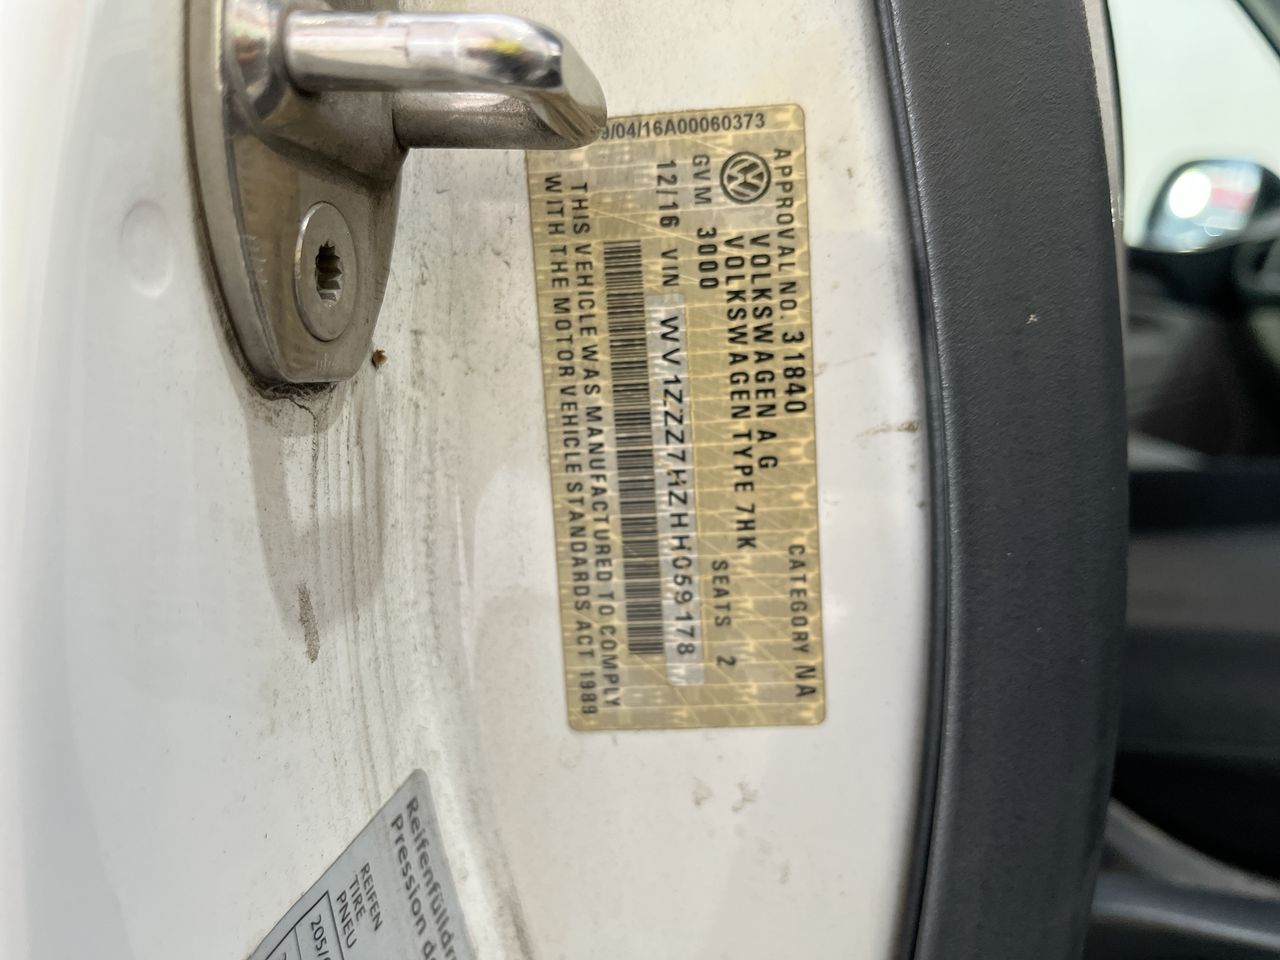 9/04/16A00060373
APPROVAL NO. 31840 CATEGORY NA
VOLKSWAGEN AG
VOLKSWAGEN TYPE 7HK
GVM 3000 SEATS 2
12/16 VIN WV1ZZZ7HZHH059178
THIS VEHICLE WAS MANUFACTURED TO COMPLY
WITH THE MOTOR VEHICLE STANDARDS ACT 1989
Reifenfülldr
Pression de
REIFEN
TIRE
PNEU
205/